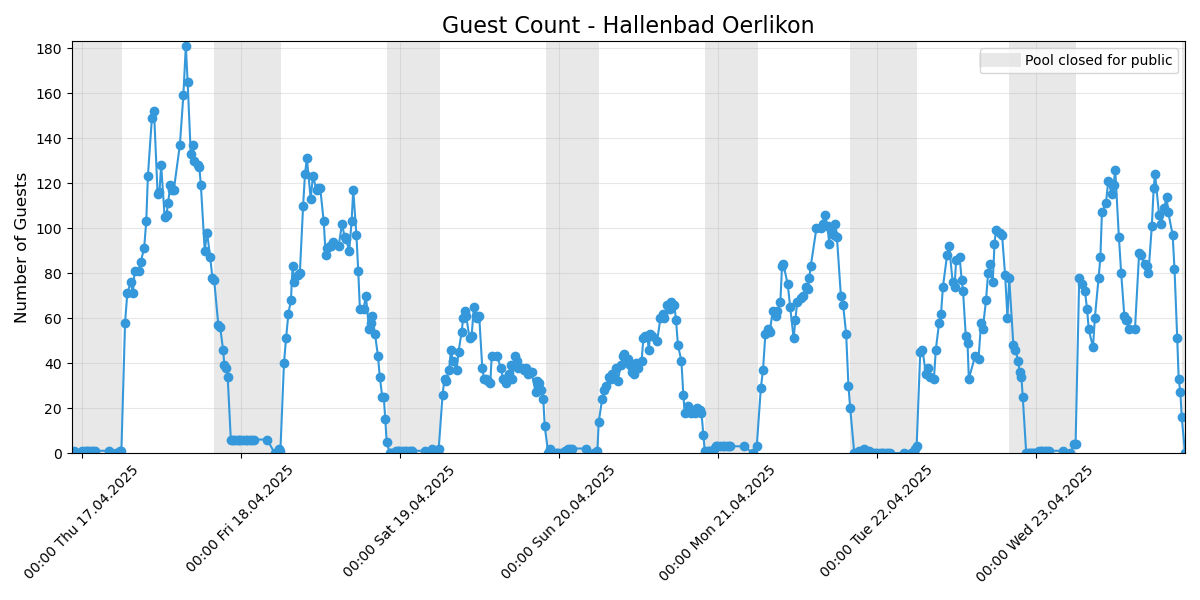 Guest Count - Hallenbad Oerlikon
Pool closed for public
Number of Guests
180
160
140
120
100
80
60
40
20
0
00:00 Thu 17.04.2025
00:00 Fri 18.04.2025
00:00 Sat 19.04.2025
00:00 Sun 20.04.2025
00:00 Mon 21.04.2025
00:00 Tue 22.04.2025
00:00 Wed 23.04.2025